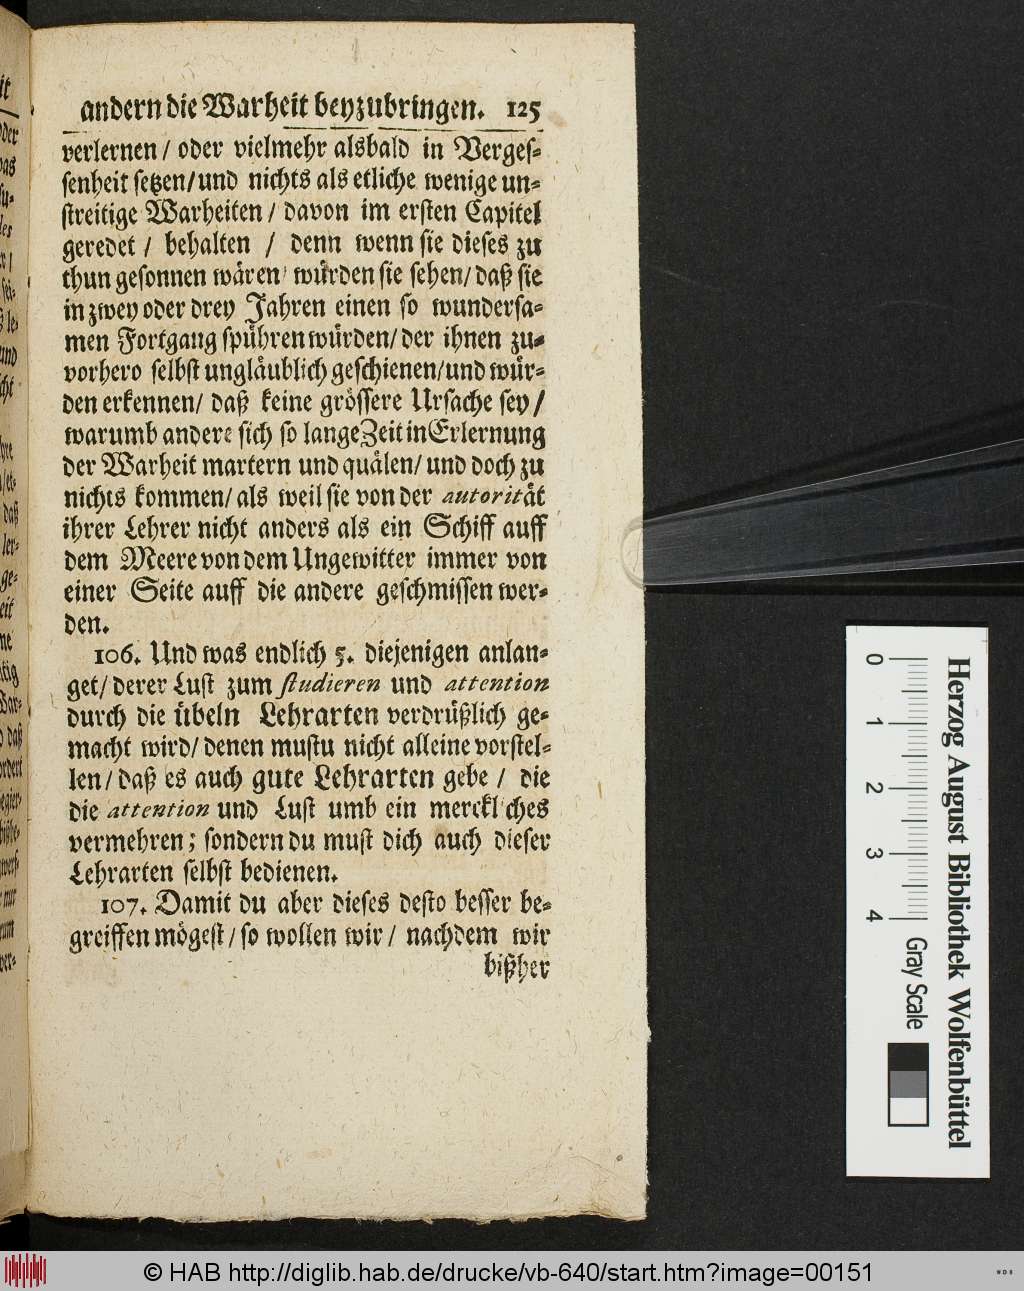 andern die Warheit beyzubringen. 125
verlernen / oder vielmehr alsbald in Verges-
senheit setzen/ und nichts als etliche wenige un-
streitige Warheiten / davon im ersten Capitel
geredet / behalten / denn wenn sie dieses zu
thun gesonnen wären/ würden sie sehen/ daß sie
in zwey oder drey Jahren einen so wundersa-
men Fortgang spühren würden/ der ihnen zu-
vorhero selbst ungläublich geschienen/ und wür-
den erkennen/ daß keine grössere Ursache sey /
warumb andere sich so lange Zeit in Erlernung
der Warheit martern und quälen/ und doch zu
nichts kommen/ als weil sie von der autorität
ihrer Lehrer nicht anders als ein Schiff auff
dem Meere von dem Ungewitter immer von
einer Seite auff die andere geschmissen wer-
den.
106. Und was endlich 5. diejenigen anlan-
get/ derer Lust zum studieren und attention
durch die übeln Lehrarten verdrüßlich ge-
macht wird/ denen mustu nicht alleine vorstel-
len/ daß es auch gute Lehrarten gebe / die
die attention und Lust umb ein merckliches
vermehren; sondern du must dich auch dieser
Lehrarten selbst bedienen.
107. Damit du aber dieses desto besser be-
greiffen mögest / so wollen wir / nachdem wir
bißher
Herzog August Bibliothek Wolfenbüttel
0 1 2 3 4
Gray Scale
© HAB http://diglib.hab.de/drucke/vb-640/start.htm?image=00151